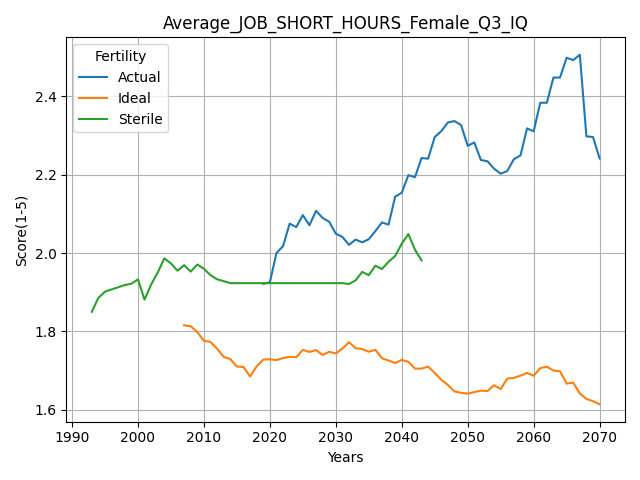 Average_JOB_SHORT_HOURS_Female_Q3_IQ
Fertility
Actual
Ideal
Sterile
Score(1-5)
2.4
2.2
2.0
1.8
1.6
1990 2000 2010 2020 2030 2040 2050 2060 2070
Years